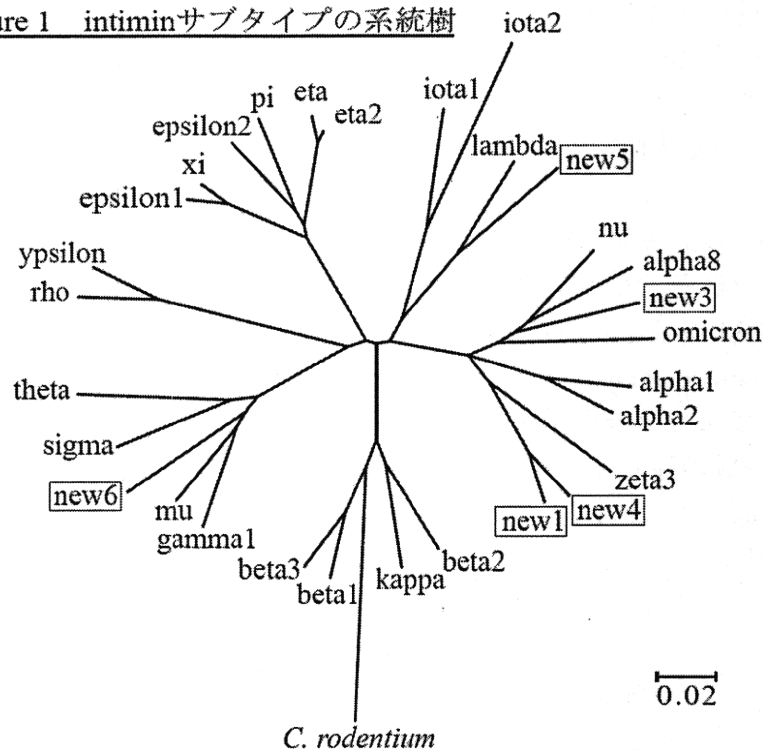 ure 1 intiminサブタイプの系統樹
iota2
iota1
pi
eta
eta2
epsilon2
xi
epsilon1
lambda
new5
nu
alpha8
new3
omicron
alpha1
alpha2
zeta3
new4
new1
ypsilon
rho
theta
sigma
new6
mu
gamma1
beta3
beta1
kappa
beta2
C. rodentium
0.02